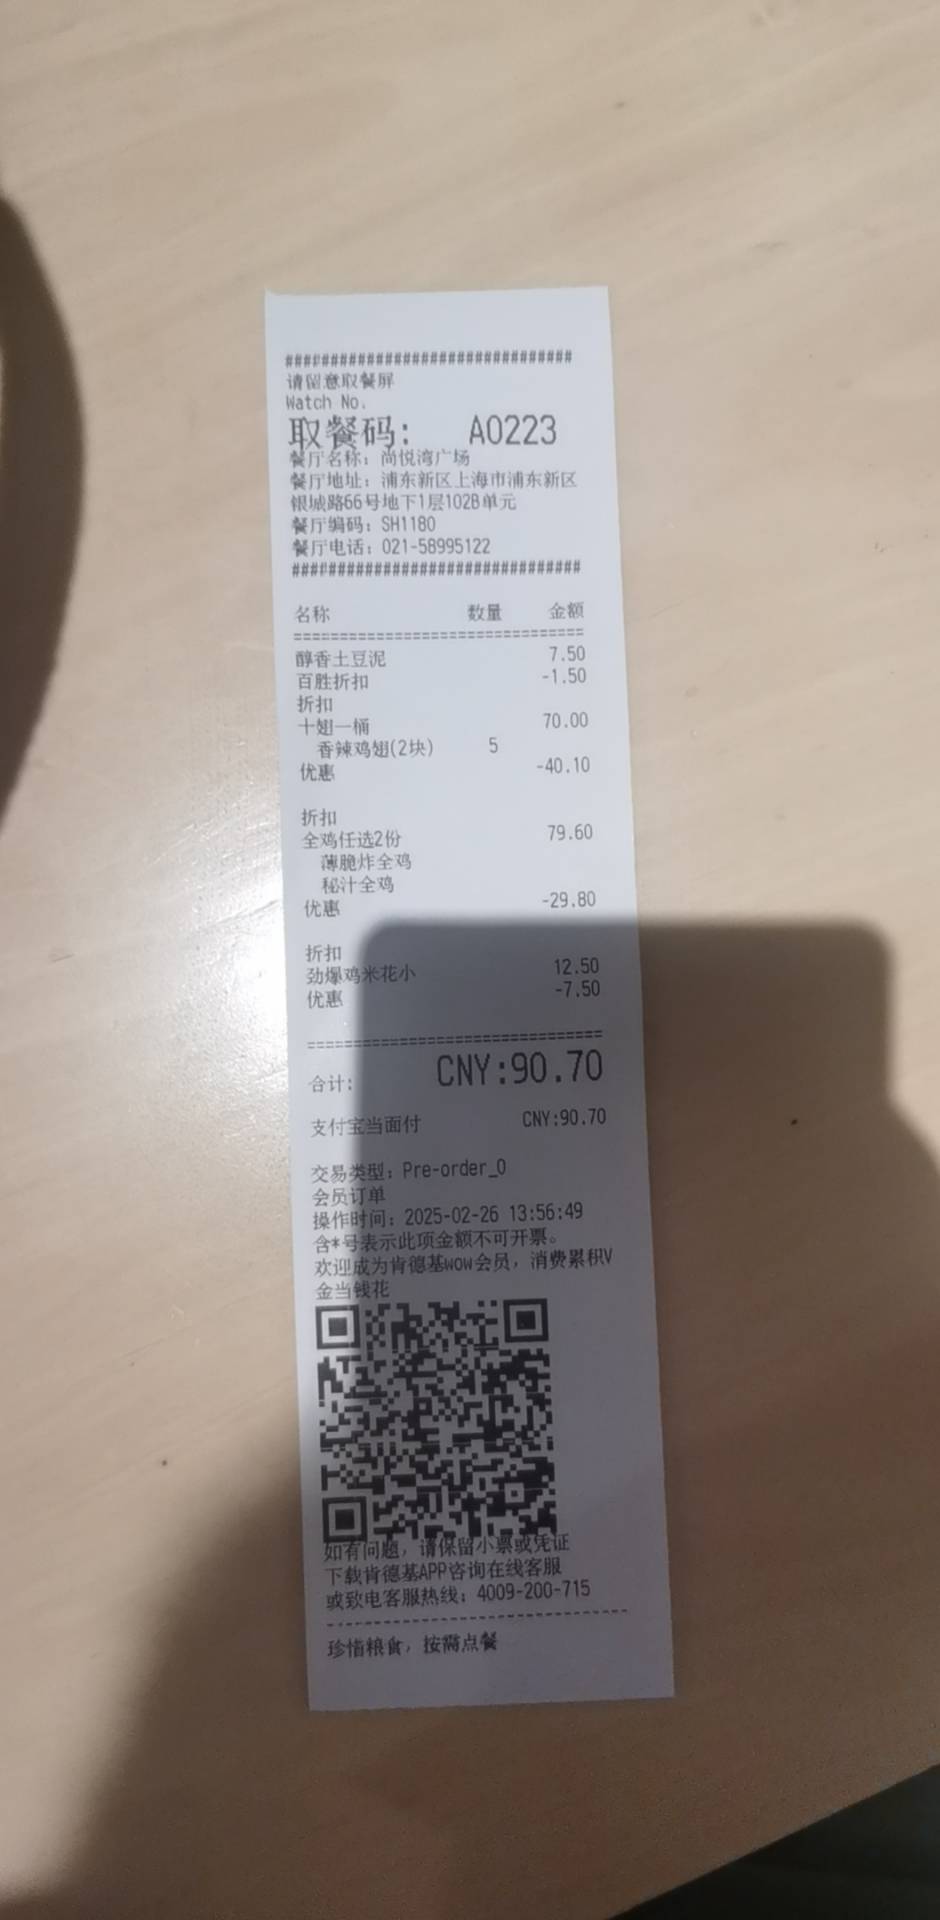 ###############################
请留意取餐屏
Watch No.
取餐码： A0223
餐厅名称：尚悦湾广场
餐厅地址：浦东新区上海市浦东新区
银城路66号地下1层102B单元
餐厅编码：SH1180
餐厅电话：021-58995122
###############################
名称 数量 金额
===============================
醇香土豆泥 7.50
百胜折扣 -1.50
折扣
十翅一桶 70.00
香辣鸡翅(2块) 5
优惠 -40.10
折扣
全鸡任选2份 79.60
薄脆炸全鸡
秘汁全鸡
优惠 -29.80
折扣
劲爆鸡米花小 12.50
优惠 -7.50
===============================
合计: CNY:90.70
支付宝当面付 CNY:90.70
交易类型：Pre-order_0
会员订单
操作时间：2025-02-26 13:56:49
含*号表示此项金额不可开票。
欢迎成为肯德基wow会员，消费累积V
金当钱花
如有问题，请保留小票或凭证
下载肯德基APP咨询在线客服
或致电客服热线：4009-200-715
--------------------------------
珍惜粮食，按需点餐